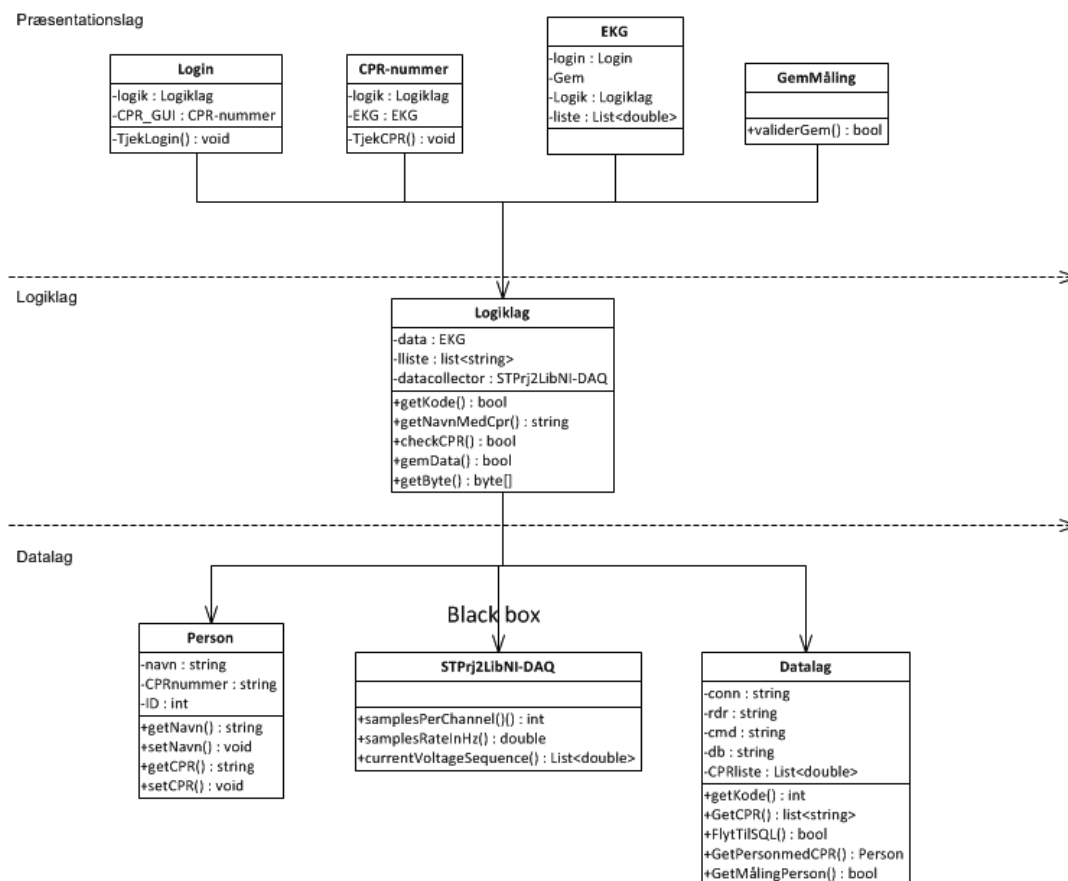 Præsentationslag
Login
-logik : Logiklag
-CPR_GUI : CPR-nummer
-TjekLogin() : void
CPR-nummer
-logik : Logiklag
-EKG : EKG
-TjekCPR() : void
EKG
-login : Login
-Gem
-Logik : Logiklag
-liste : List<double>
GemMåling
+validerGem() : bool
Logiklag
Logiklag
-data : EKG
-lliste : list<string>
-datacollector : STPrj2LibNI-DAQ
+getKode() : bool
+getNavnMedCpr() : string
+checkCPR() : bool
+gemData() : bool
+getByte() : byte[]
Datalag
Person
-navn : string
-CPRnummer : string
-ID : int
+getNavn() : string
+setNavn() : void
+getCPR() : string
+setCPR() : void
Black box
STPrj2LibNI-DAQ
+samplesPerChannel()() : int
+samplesRateInHz() : double
+currentVoltageSequence() : List<double>
Datalag
-conn : string
-rdr : string
-cmd : string
-db : string
-CPRliste : List<double>
+getKode() : int
+GetCPR() : list<string>
+FlytTilSQL() : bool
+GetPersonmedCPR() : Person
+GetMålingPerson() : bool